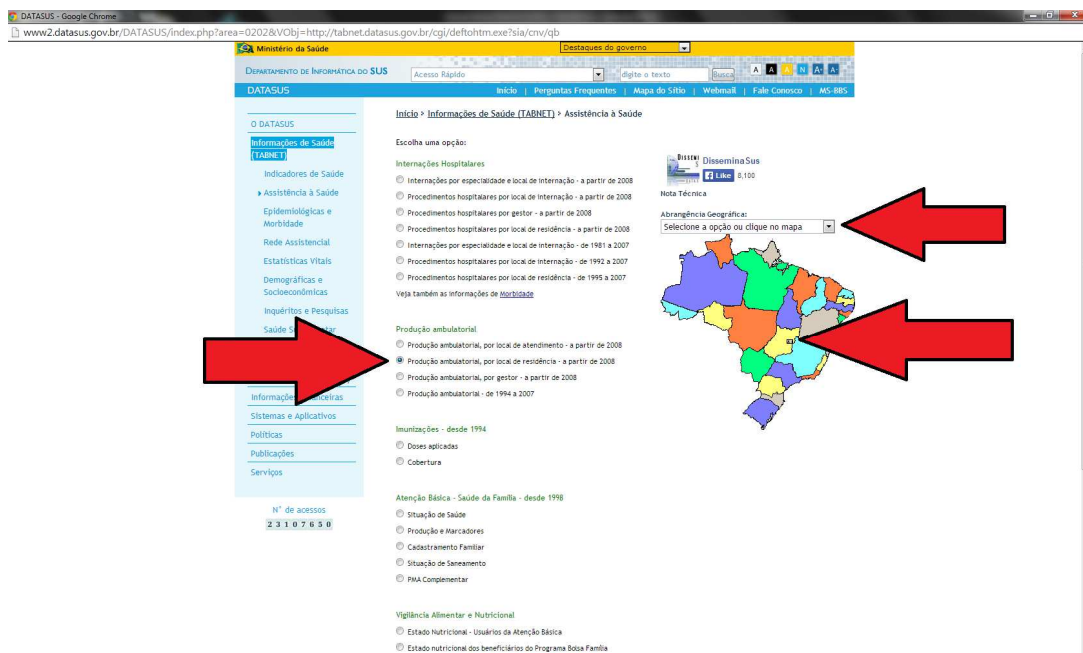 DATASUS - Google Chrome
www2.datasus.gov.br/DATASUS/index.php?area=0202&VObj=http://tabnet.datasus.gov.br/cgi/deftohtm.exe?sia/cnv/qb
Ministério da Saúde
Destaques do governo
DEPARTAMENTO DE INFORMÁTICA DO SUS
Acesso Rápido
digite o texto
Busca
A A A N A+ A-
DATASUS
Início | Perguntas Frequentes | Mapa do Sítio | Webmail | Fale Conosco | MS-BBS
O DATASUS
Informações de Saúde
(TABNET)
Indicadores de Saúde
Assistência à Saúde
Epidemiológicas e
Morbidade
Rede Assistencial
Estatísticas Vitais
Demográficas e
Socioeconômicas
Inquéritos e Pesquisas
Saúde
Informações
Sistemas e Aplicativos
Políticas
Publicações
Serviços
N° de acessos
23107650
Início > Informações de Saúde (TABNET) > Assistência à Saúde
Escolha uma opção:
Internações Hospitalares
Internações por especialidade e local de internação - a partir de 2008
Procedimentos hospitalares por local de internação - a partir de 2008
Procedimentos hospitalares por gestor - a partir de 2008
Procedimentos hospitalares por local de residência - a partir de 2008
Internações por especialidade e local de internação - de 1981 a 2007
Procedimentos hospitalares por local de internação - de 1992 a 2007
Procedimentos hospitalares por local de residência - de 1995 a 2007
Veja também as informações de Morbidade
Produção ambulatorial
Produção ambulatorial, por local de atendimento - a partir de 2008
Produção ambulatorial, por local de residência - a partir de 2008
Produção ambulatorial, por gestor - a partir de 2008
Produção ambulatorial - de 1994 a 2007
Imunizações - desde 1994
Doses aplicadas
Cobertura
Atenção Básica - Saúde da Família - desde 1998
Situação de Saúde
Produção e Marcadores
Cadastramento Familiar
Situação de Saneamento
PMA Complementar
Vigilância Alimentar e Nutricional
Estado Nutricional - Usuários da Atenção Básica
Estado nutricional dos beneficiários do Programa Bolsa Família
DisseminaSus
Like 8,100
Nota Técnica
Abrangência Geográfica:
Selecione a opção ou clique no mapa